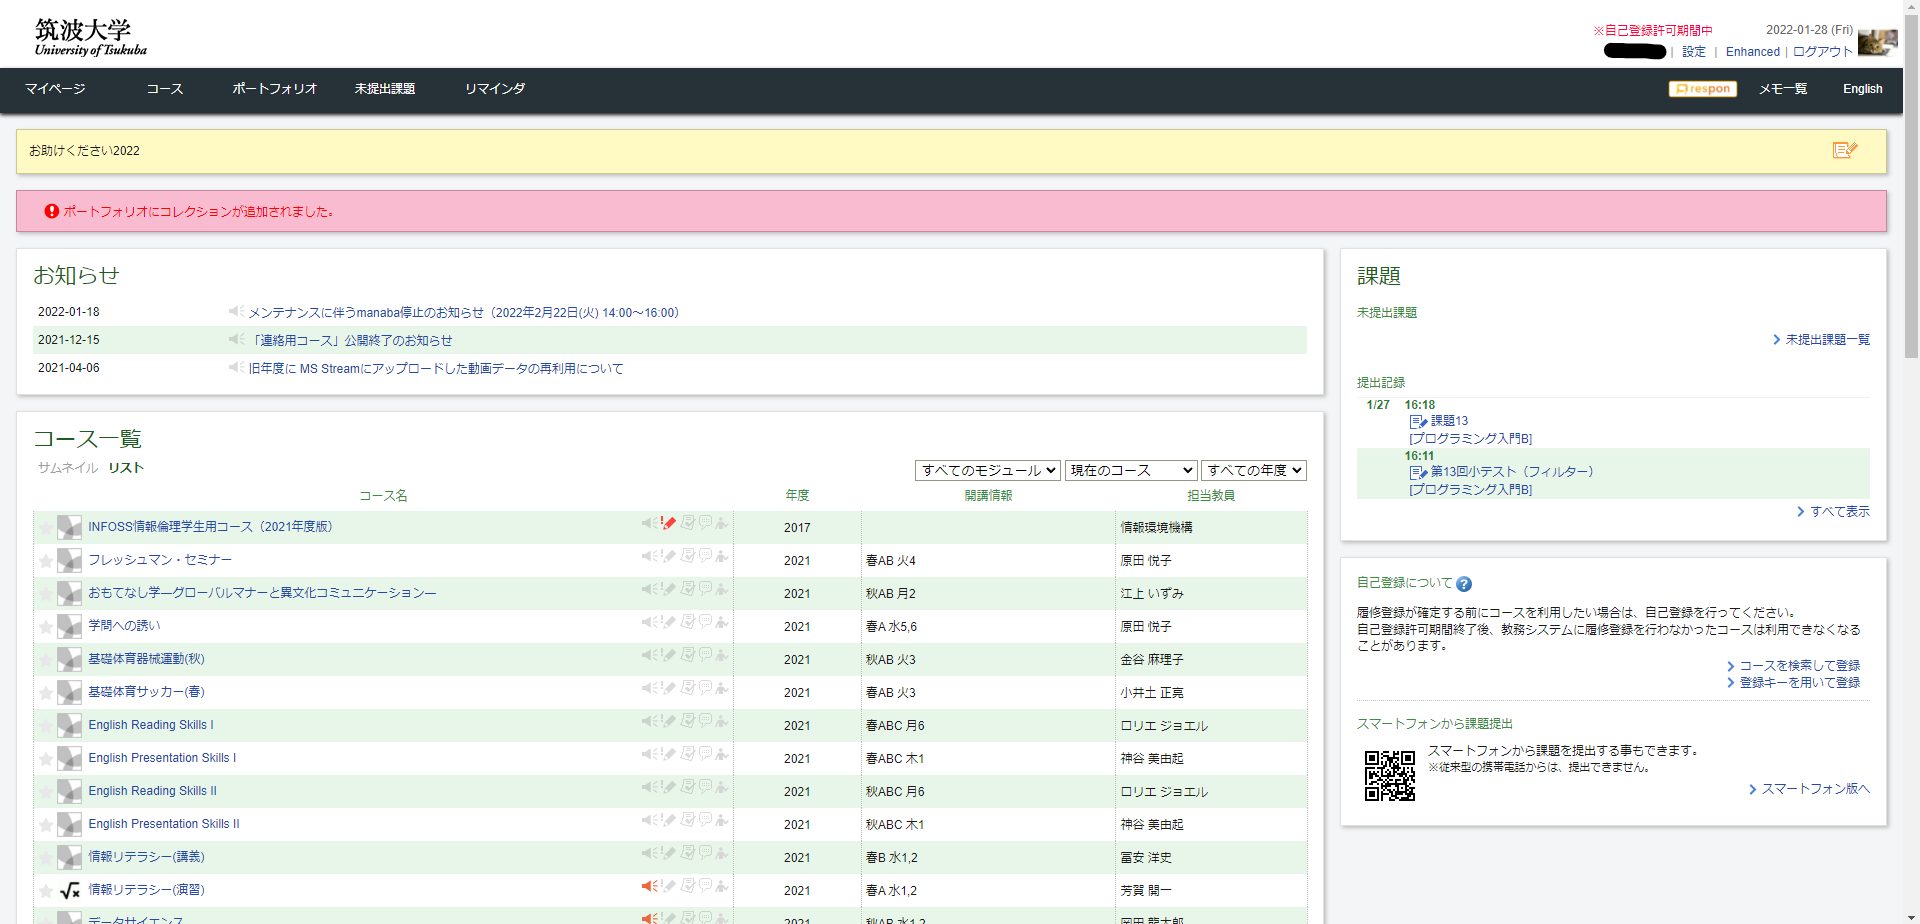 筑波大学
University of Tsukuba
※自己登録許可期間中 2022-01-28 (Fri)
| 設定 | Enhanced | ログアウト
マイページ コース ポートフォリオ 未提出課題 リマインダ respon メモ一覧 English
お助けください2022
ポートフォリオにコレクションが追加されました。
お知らせ
2022-01-18 メンテナンスに伴うmanaba停止のお知らせ（2022年2月22日(火) 14:00～16:00）
2021-12-15 「連絡用コース」公開終了のお知らせ
2021-04-06 旧年度に MS Streamにアップロードした動画データの再利用について
コース一覧
サムネイル リスト
すべてのモジュール 現在のコース すべての年度
コース名 年度 開講情報 担当教員
INFOSS情報倫理学生用コース（2021年度版） 2017 情報環境機構
フレッシュマン・セミナー 2021 春AB 火4 原田 悦子
おもてなし学―グローバルマナーと異文化コミュニケーション― 2021 秋AB 月2 江上 いずみ
学問への誘い 2021 春A 水5,6 原田 悦子
基礎体育器械運動(秋) 2021 秋AB 火3 金谷 麻理子
基礎体育サッカー(春) 2021 春AB 火3 小井土 正亮
English Reading Skills I 2021 春ABC 月6 ロリエ ジョエル
English Presentation Skills I 2021 春ABC 木1 神谷 美由起
English Reading Skills II 2021 秋ABC 月6 ロリエ ジョエル
English Presentation Skills II 2021 秋ABC 木1 神谷 美由起
情報リテラシー(講義) 2021 春B 水1,2 冨安 洋史
情報リテラシー(演習) 2021 春A 水1,2 芳賀 開一
データサイエンス 2021 秋AB 水1,2 岡田 龍太郎
課題
未提出課題
未提出課題一覧
提出記録
1/27 16:18
課題13
[プログラミング入門B]
16:11
第13回小テスト（フィルター）
[プログラミング入門B]
すべて表示
自己登録について ?
履修登録が確定する前にコースを利用したい場合は、自己登録を行ってください。
自己登録許可期間終了後、教務システムに履修登録を行わなかったコースは利用できなくなる
ことがあります。
コースを検索して登録
登録キーを用いて登録
スマートフォンから課題提出
スマートフォンから課題を提出する事もできます。
※従来型の携帯電話からは、提出できません。
スマートフォン版へ